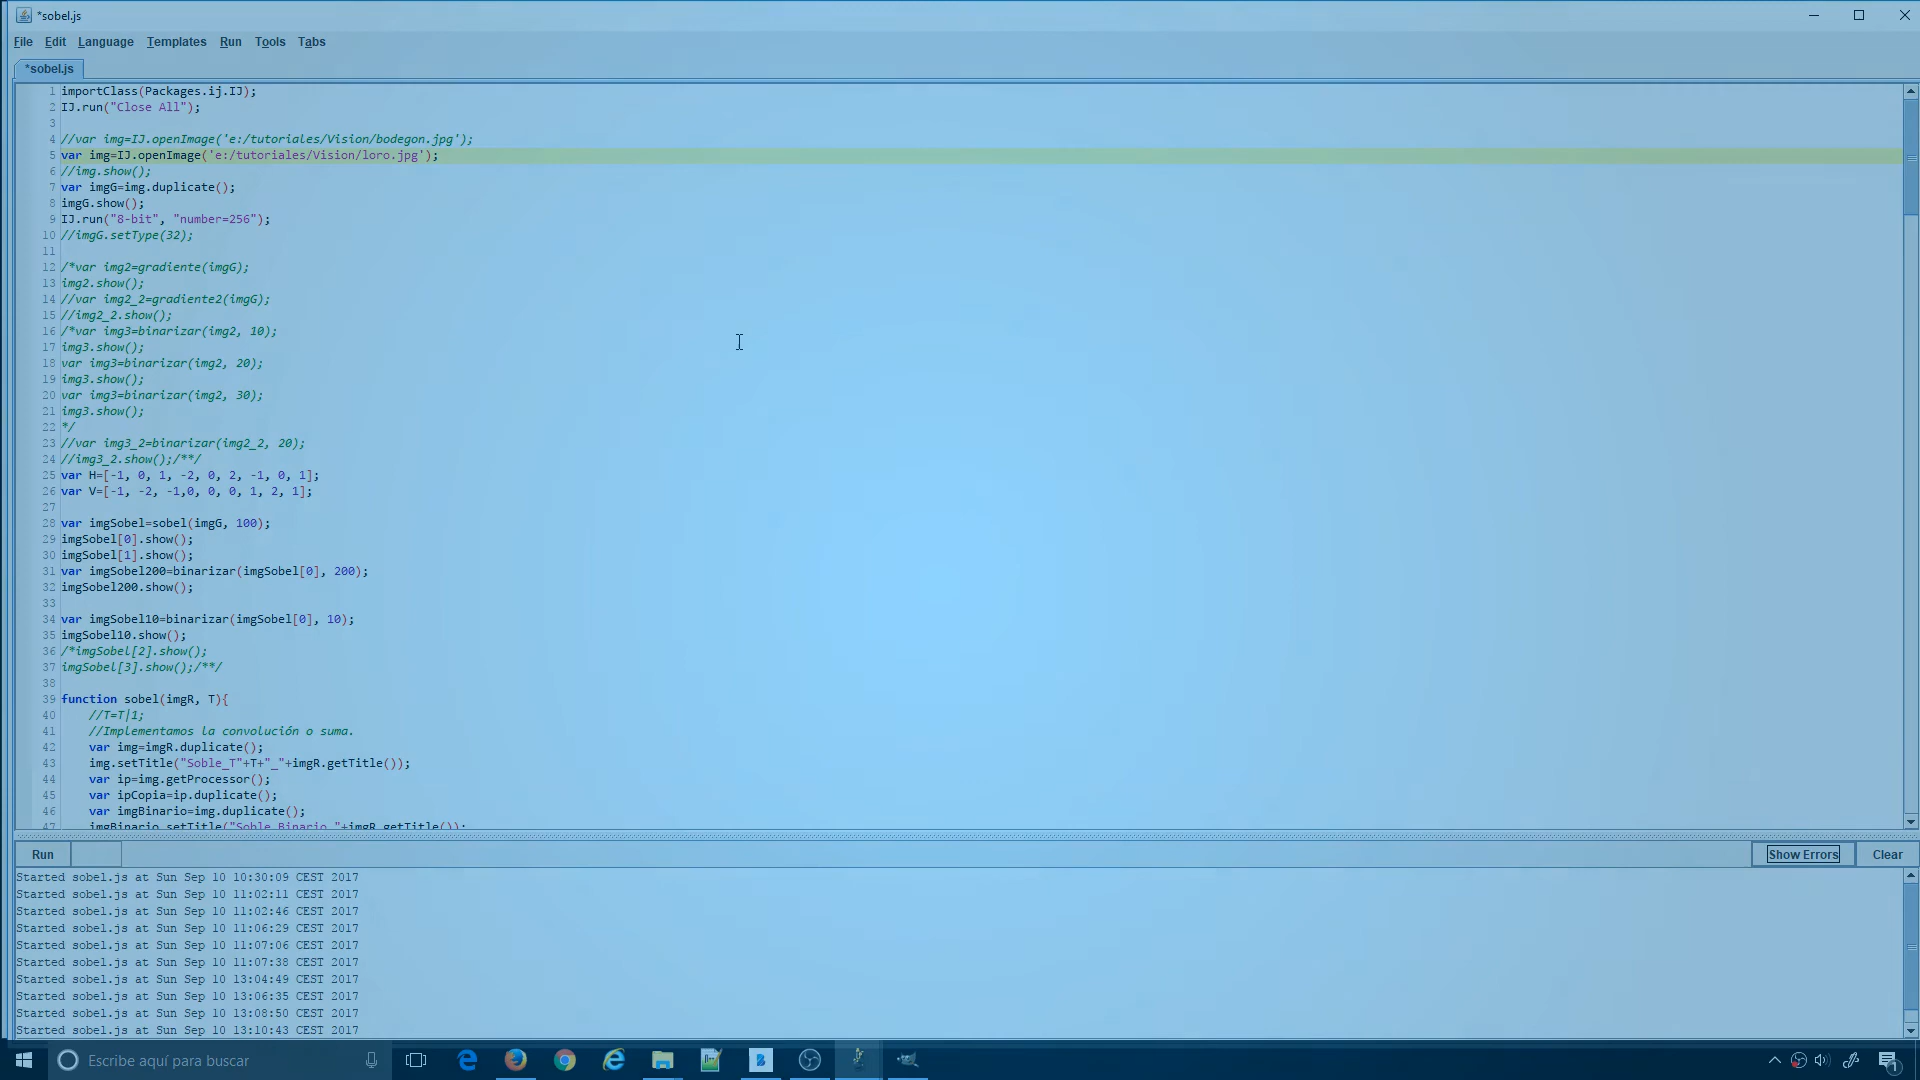 *sobel.js
File Edit Language Templates Run Tools Tabs
*sobel.js
1 importClass(Packages.ij.IJ);
2 IJ.run("Close All");
3
4 //var img=IJ.openImage('e:/tutoriales/Vision/bodegon.jpg');
5 var img=IJ.openImage('e:/tutoriales/Vision/loro.jpg');
6 //img.show();
7 var imgG=img.duplicate();
8 imgG.show();
9 IJ.run("8-bit", "number=256");
10 //imgG.setType(32);
11
12 /*var img2=gradiente(imgG);
13 img2.show();
14 //var img2_2=gradiente2(imgG);
15 //img2_2.show();
16 /*var img3=binarizar(img2, 10);
17 img3.show();
18 var img3=binarizar(img2, 20);
19 img3.show();
20 var img3=binarizar(img2, 30);
21 img3.show();
22 */
23 //var img3_2=binarizar(img2_2, 20);
24 //img3_2.show();/**/
25 var H=[-1, 0, 1, -2, 0, 2, -1, 0, 1];
26 var V=[-1, -2, -1,0, 0, 0, 1, 2, 1];
27
28 var imgSobel=sobel(imgG, 100);
29 imgSobel[0].show();
30 imgSobel[1].show();
31 var imgSobel200=binarizar(imgSobel[0], 200);
32 imgSobel200.show();
33
34 var imgSobel10=binarizar(imgSobel[0], 10);
35 imgSobel10.show();
36 /*imgSobel[2].show();
37 imgSobel[3].show();/**/
38
39 function sobel(imgR, T){
40 //T=T|1;
41 //Implementamos la convolución o suma.
42 var img=imgR.duplicate();
43 img.setTitle("Soble_T"+T+"_"+imgR.getTitle());
44 var ip=img.getProcessor();
45 var ipCopia=ip.duplicate();
46 var imgBinario=img.duplicate();
47 imgBinario.setTitle("Soble_Binario_"+imgR.getTitle());
Run Show Errors Clear
Started sobel.js at Sun Sep 10 10:30:09 CEST 2017
Started sobel.js at Sun Sep 10 11:02:11 CEST 2017
Started sobel.js at Sun Sep 10 11:02:46 CEST 2017
Started sobel.js at Sun Sep 10 11:06:29 CEST 2017
Started sobel.js at Sun Sep 10 11:07:06 CEST 2017
Started sobel.js at Sun Sep 10 11:07:38 CEST 2017
Started sobel.js at Sun Sep 10 13:04:49 CEST 2017
Started sobel.js at Sun Sep 10 13:06:35 CEST 2017
Started sobel.js at Sun Sep 10 13:08:50 CEST 2017
Started sobel.js at Sun Sep 10 13:10:43 CEST 2017
Escribe aquí para buscar